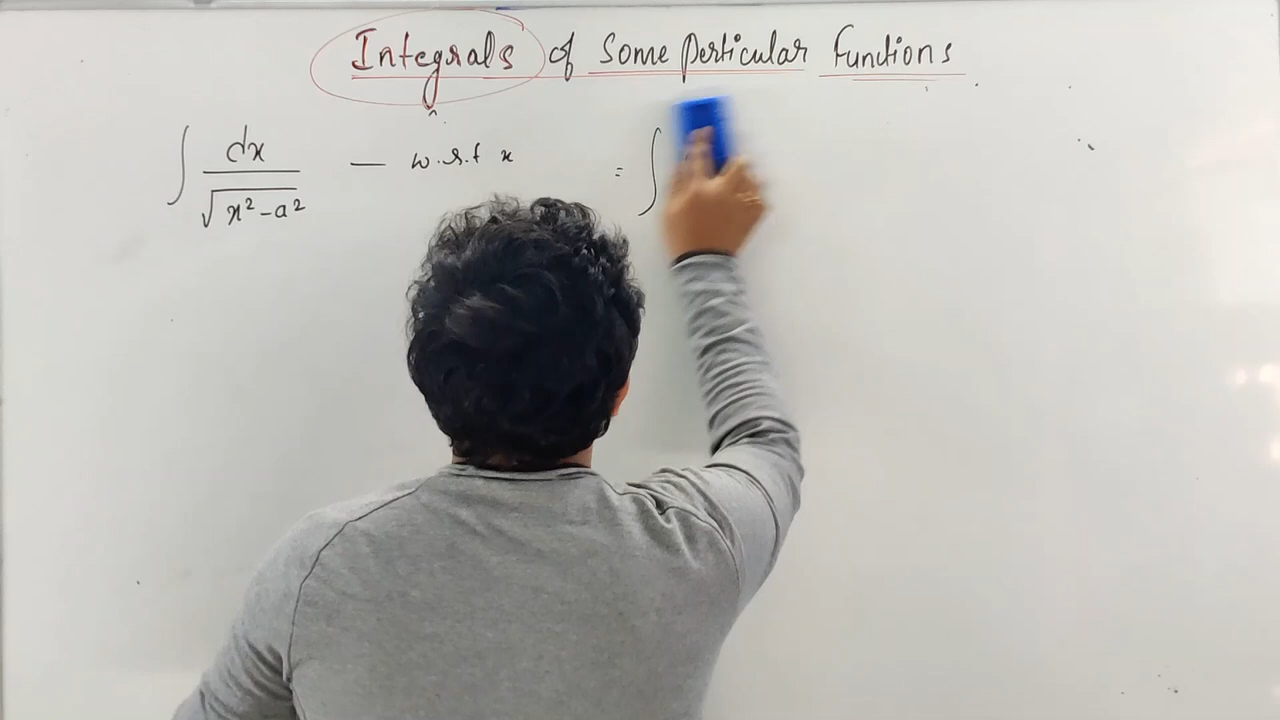 Integrals of Some Perticular Functions
∫ dx / √(x² - a²) — w.r.t x = ∫